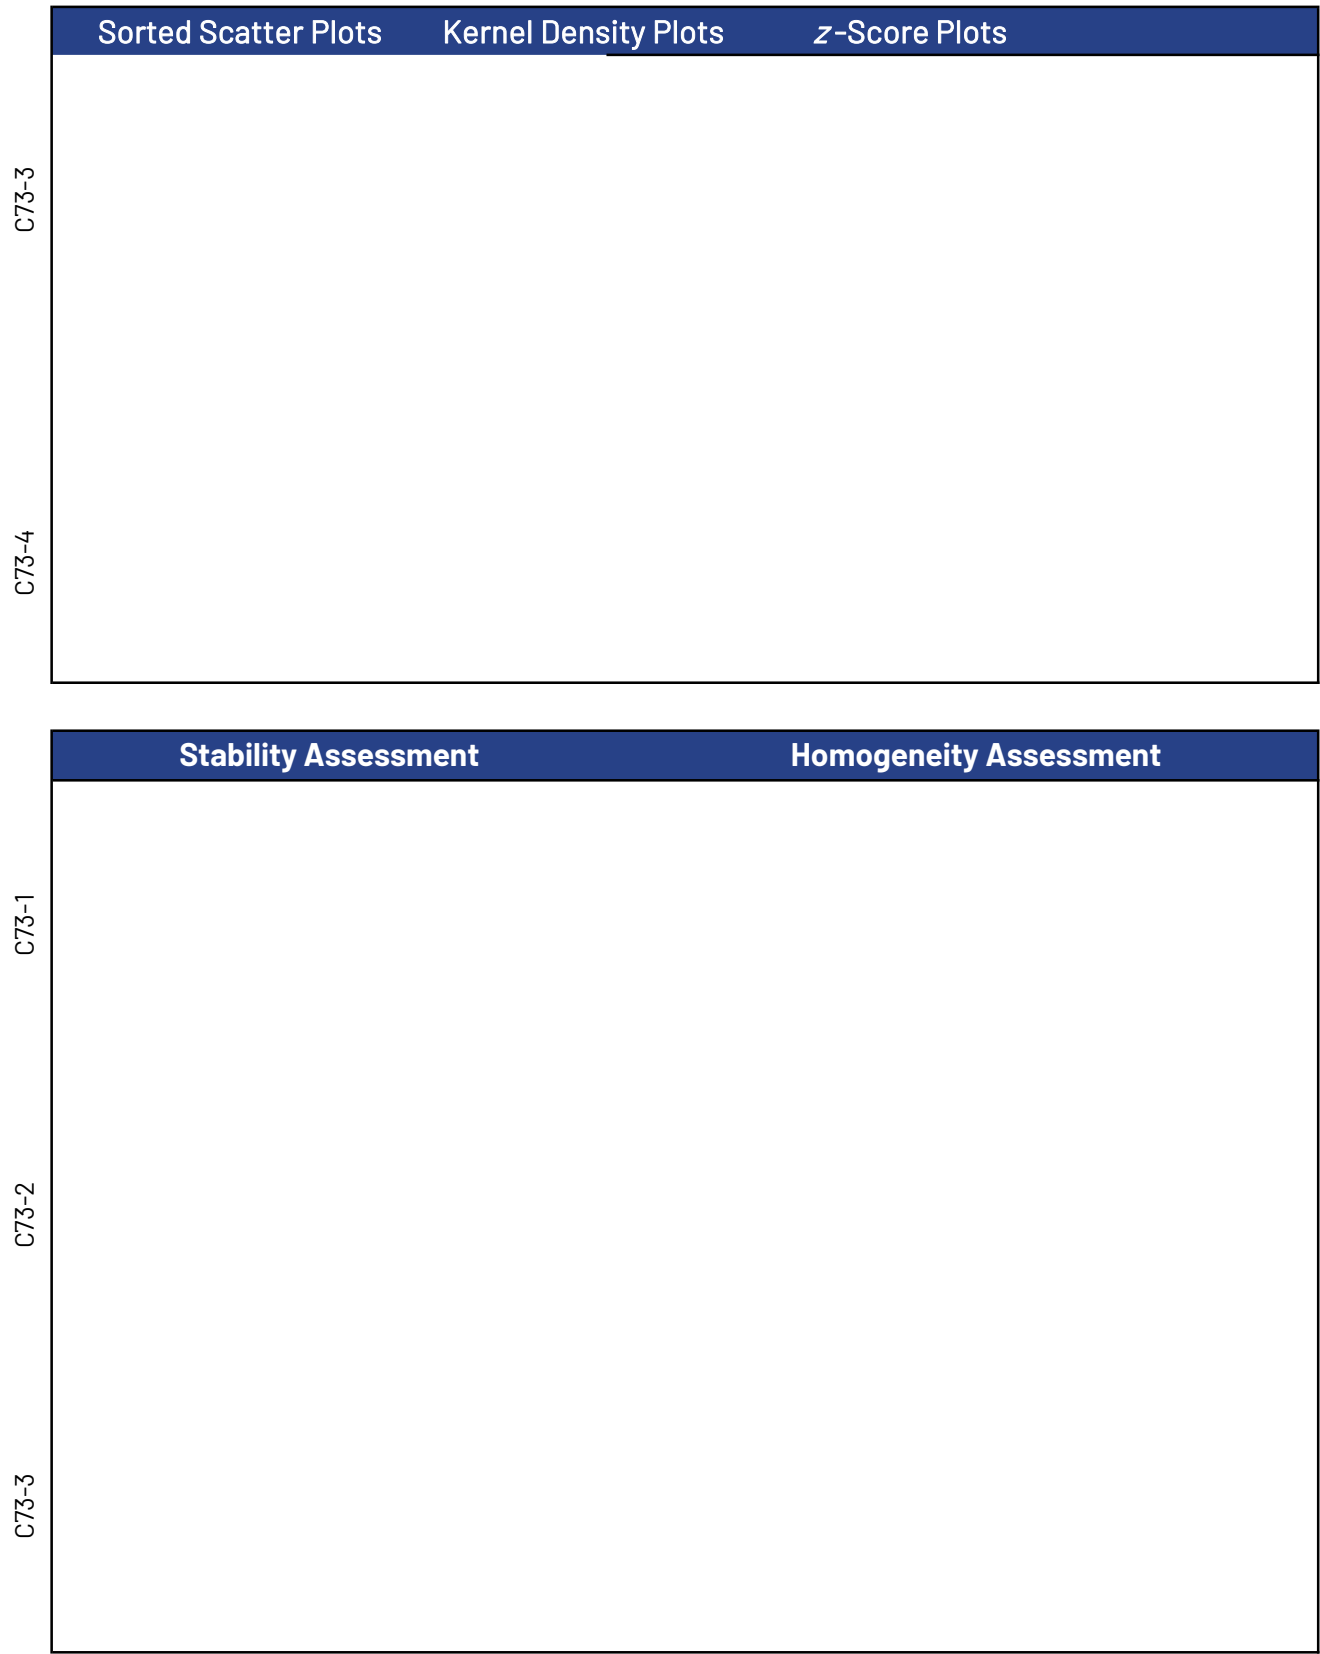 Sorted Scatter Plots Kernel Density Plots z-Score Plots
C73-3
C73-4
Stability Assessment Homogeneity Assessment
C73-1
C73-2
C73-3